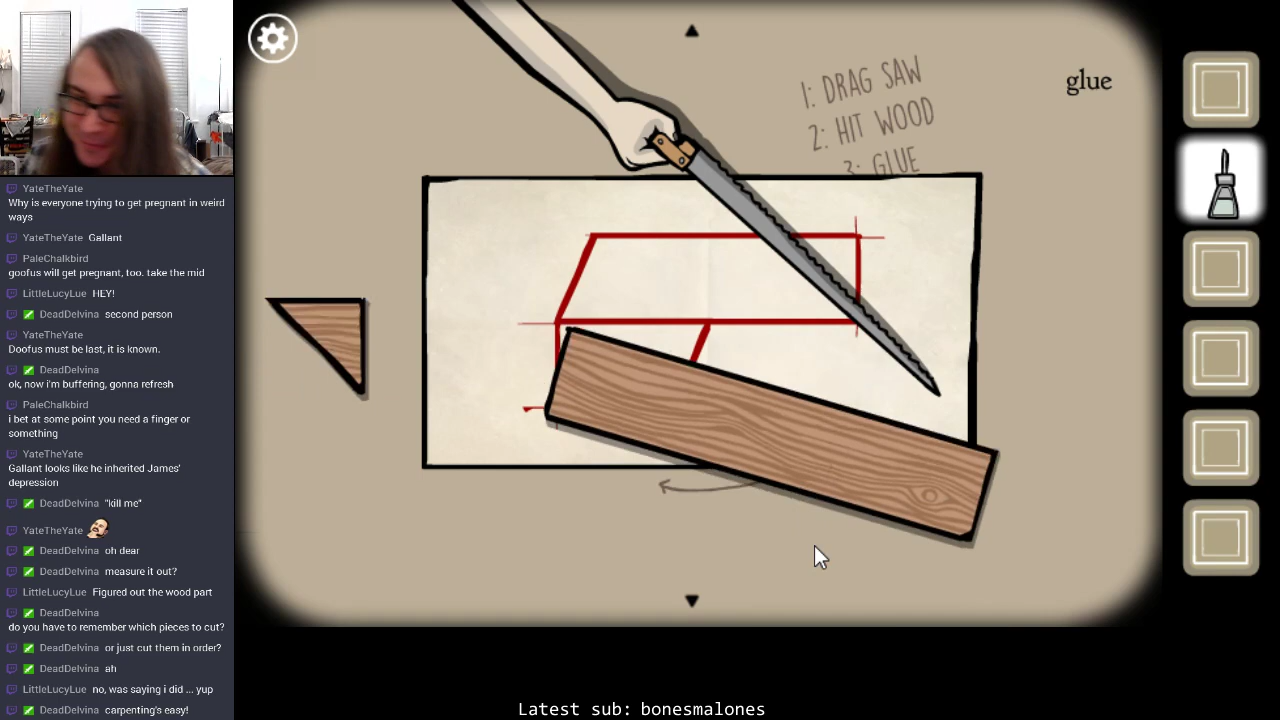 YateTheYate
Why is everyone trying to get pregnant in weird
ways
YateTheYate Gallant
PaleChalkbird
goofus will get pregnant, too. take the mid
LittleLucyLue HEY!
DeadDelvina second person
YateTheYate
Doofus must be last, it is known.
DeadDelvina
ok, now i'm buffering, gonna refresh
PaleChalkbird
i bet at some point you need a finger or
something
YateTheYate
Gallant looks like he inherited James'
depression
DeadDelvina "kill me"
YateTheYate
DeadDelvina oh dear
DeadDelvina measure it out?
LittleLucyLue Figured out the wood part
DeadDelvina
do you have to remember which pieces to cut?
DeadDelvina or just cut them in order?
DeadDelvina ah
LittleLucyLue no, was saying i did ... yup
DeadDelvina carpenting's easy!
1: DRAG SAW
2: HIT WOOD
3: GLUE
glue
Latest sub: bonesmalones